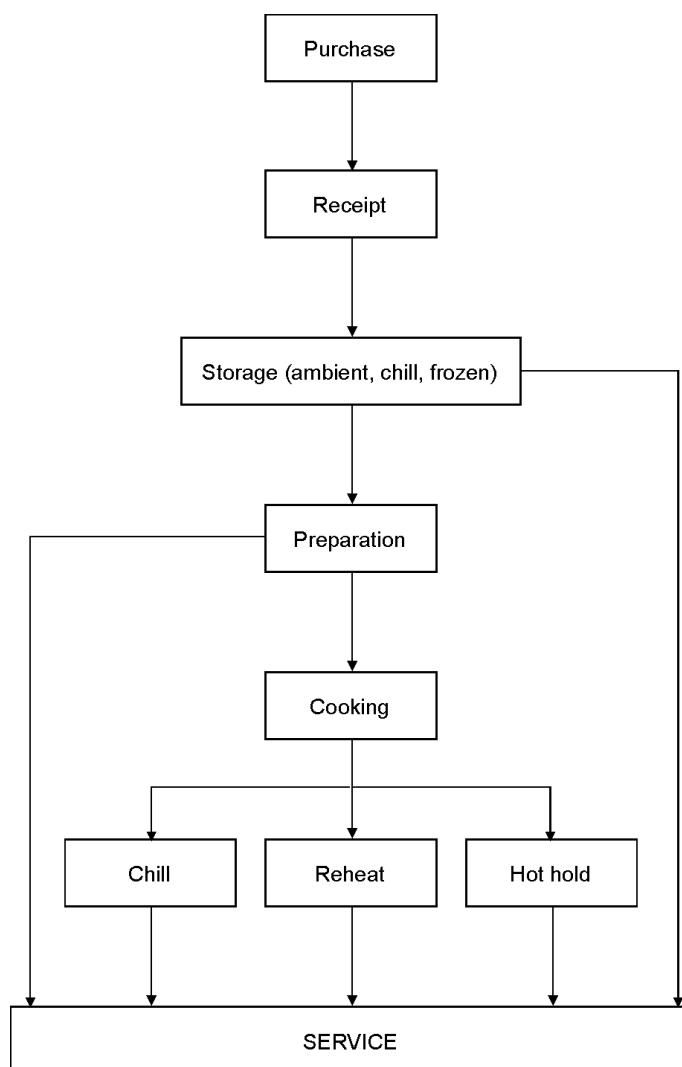 Purchase
Receipt
Storage (ambient, chill, frozen)
Preparation
Cooking
Chill
Reheat
Hot hold
SERVICE